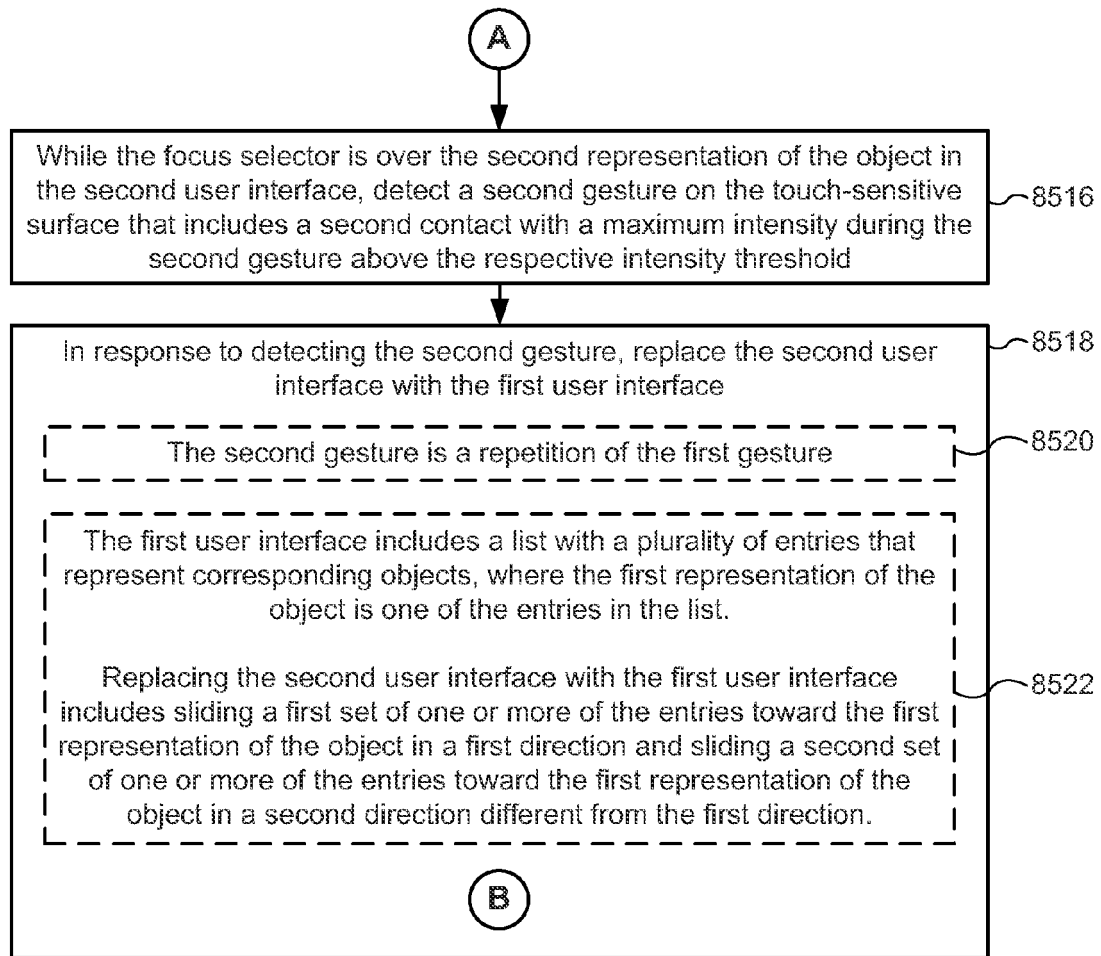 A
While the focus selector is over the second representation of the object in
the second user interface, detect a second gesture on the touch-sensitive
surface that includes a second contact with a maximum intensity during the
second gesture above the respective intensity threshold
8516
In response to detecting the second gesture, replace the second user
interface with the first user interface
8518
The second gesture is a repetition of the first gesture
8520
The first user interface includes a list with a plurality of entries that
represent corresponding objects, where the first representation of the
object is one of the entries in the list.
Replacing the second user interface with the first user interface
includes sliding a first set of one or more of the entries toward the first
representation of the object in a first direction and sliding a second set
of one or more of the entries toward the first representation of the
object in a second direction different from the first direction.
8522
B